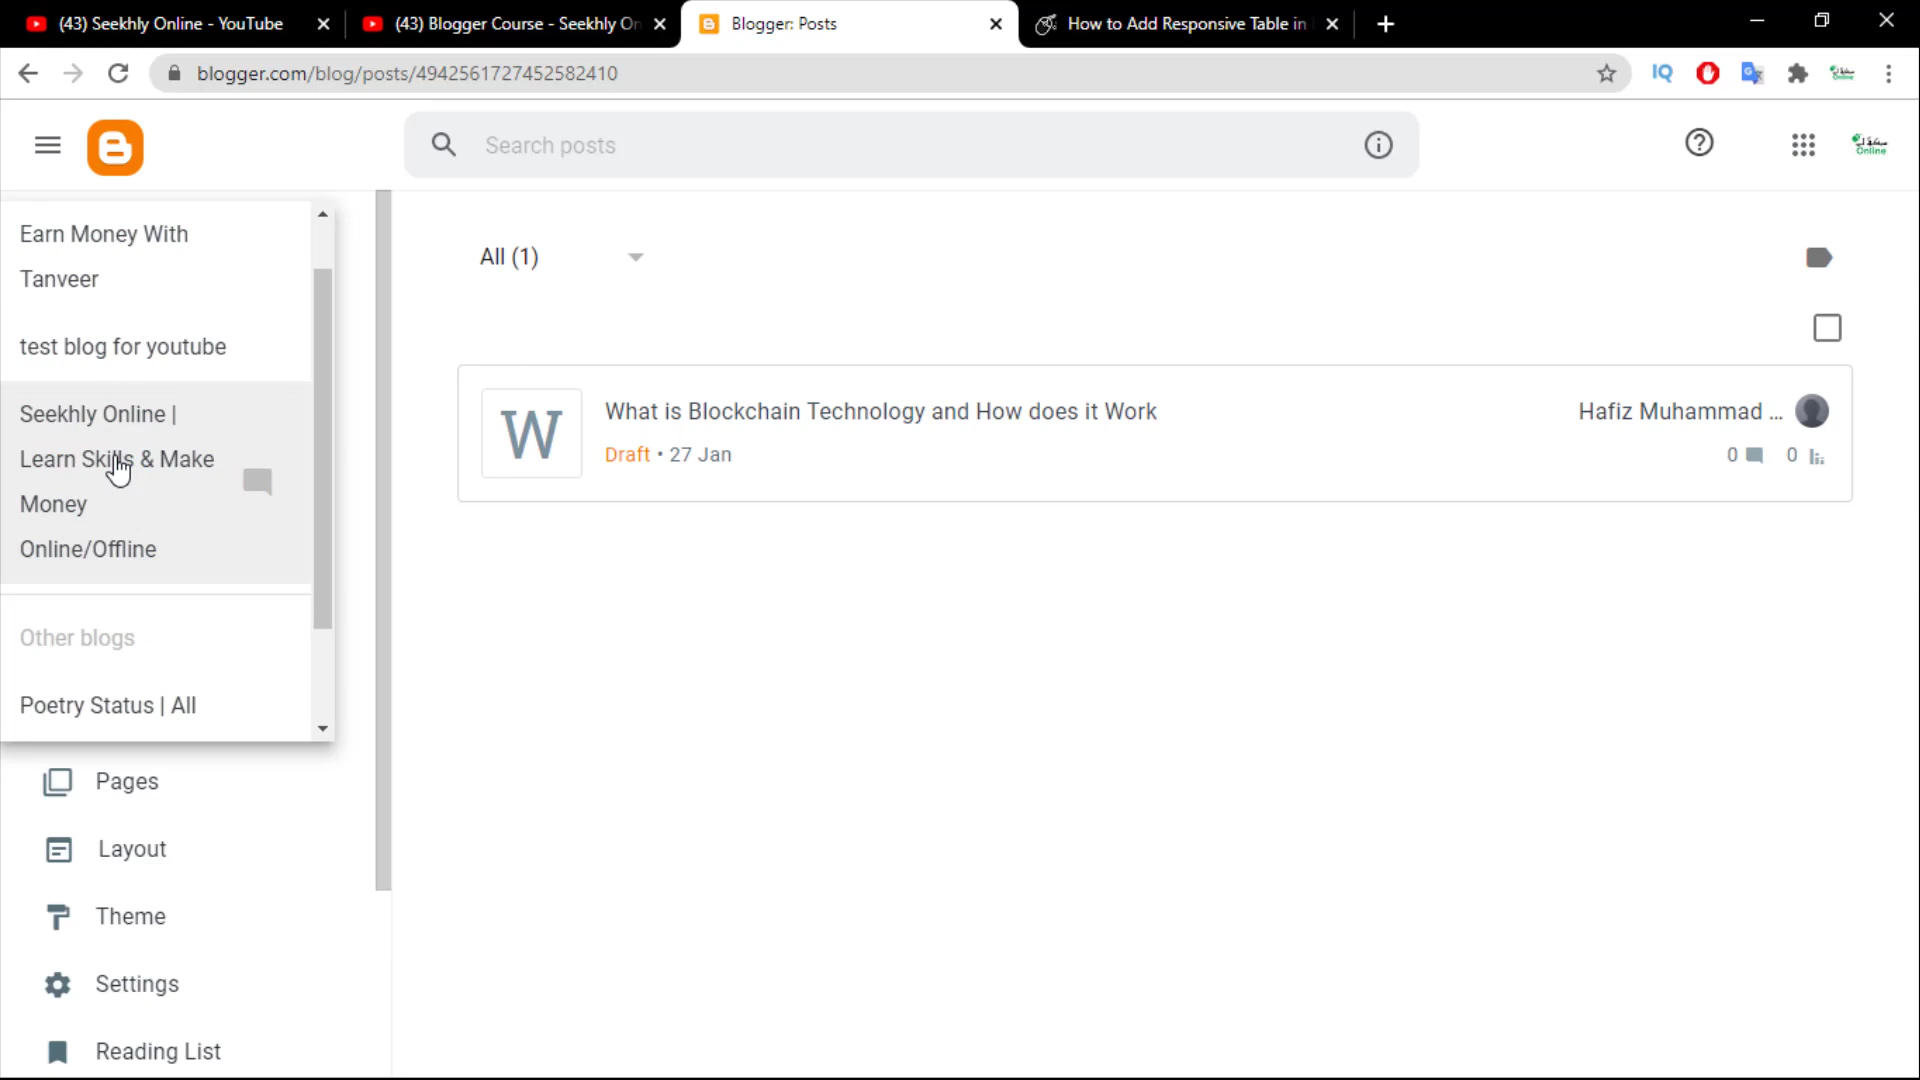 (43) Seekhly Online - YouTube
(43) Blogger Course - Seekhly On
Blogger: Posts
How to Add Responsive Table in
blogger.com/blog/posts/4942561727452582410
IQ
Search posts
Online
Earn Money With
Tanveer
test blog for youtube
Seekhly Online |
Learn Skills & Make
Money
Online/Offline
Other blogs
Poetry Status | All
Pages
Layout
Theme
Settings
Reading List
All (1)
W
What is Blockchain Technology and How does it Work
Hafiz Muhammad ...
Draft • 27 Jan
0
0